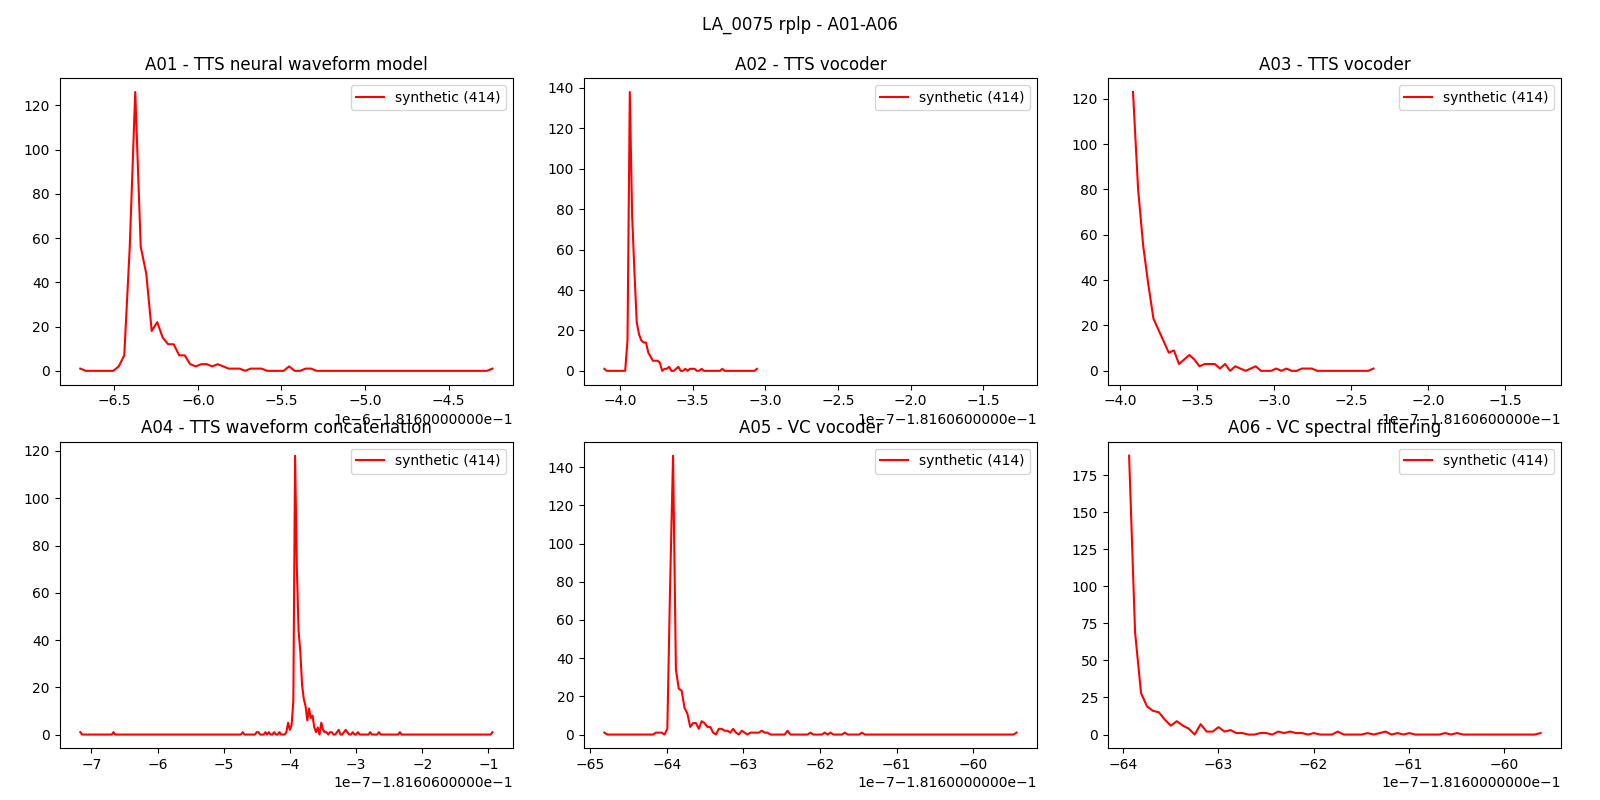 LA_0075 rplp - A01-A06
A01 - TTS neural waveform model
A02 - TTS vocoder
A03 - TTS vocoder
synthetic (414)
synthetic (414)
synthetic (414)
120
100
80
60
40
20
0
140
120
100
80
60
40
20
0
120
100
80
60
40
20
0
−6.5 −6.0 −5.5 −5.0 −4.5
−4.0 −3.5 −3.0 −2.5 −2.0 −1.5
−4.0 −3.5 −3.0 −2.5 −2.0 −1.5
1e−6−1.8160000000e−1
1e−7−1.8160600000e−1
1e−7−1.8160600000e−1
A04 - TTS waveform concatenation
A05 - VC vocoder
A06 - VC spectral filtering
synthetic (414)
synthetic (414)
synthetic (414)
120
100
80
60
40
20
0
140
120
100
80
60
40
20
0
175
150
125
100
75
50
25
0
−7 −6 −5 −4 −3 −2 −1
−65 −64 −63 −62 −61 −60
−64 −63 −62 −61 −60
1e−7−1.8160600000e−1
1e−7−1.8160000000e−1
1e−7−1.8160000000e−1